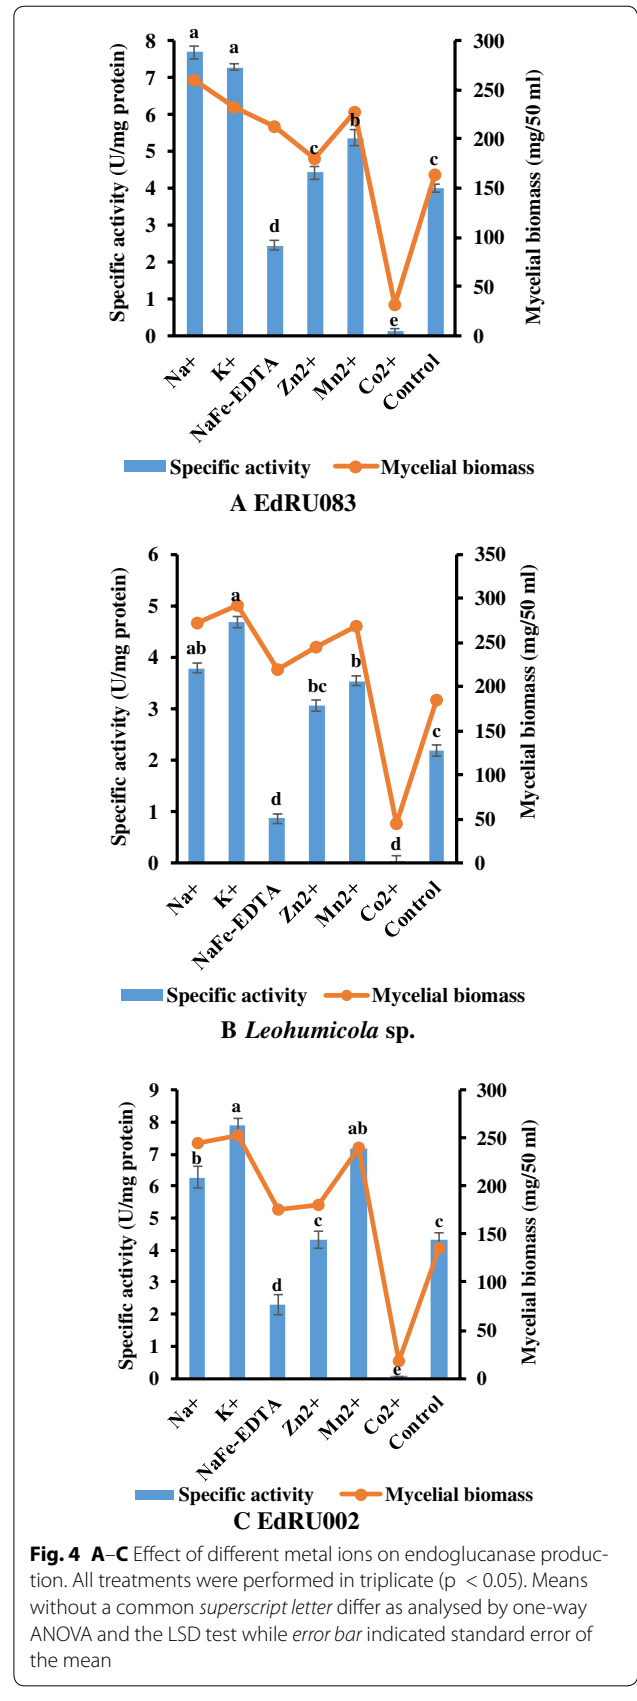 8
7
6
5
4
3
2
1
0
Specific activity (U/mg protein)
300
250
200
150
100
50
0
Mycelial biomass (mg/50 ml)
a
a
d
c
b
e
c
Na+
K+
NaFe-EDTA
Zn2+
Mn2+
Co2+
Control
Specific activity Mycelial biomass
A EdRU083
6
5
4
3
2
1
0
Specific activity (U/mg protein)
350
300
250
200
150
100
50
0
Mycelial biomass (mg/50 ml)
ab
a
d
bc
b
d
c
Na+
K+
NaFe-EDTA
Zn2+
Mn2+
Co2+
Control
Specific activity Mycelial biomass
B Leohumicola sp.
9
8
7
6
5
4
3
2
1
0
Specific activity (U/mg protein)
300
250
200
150
100
50
0
Mycelial biomass (mg/50 ml)
b
a
d
c
ab
e
c
Na+
K+
NaFe-EDTA
Zn2+
Mn2+
Co2+
Control
Specific activity Mycelial biomass
C EdRU002
Fig. 4 A–C Effect of different metal ions on endoglucanase produc-
tion. All treatments were performed in triplicate (p < 0.05). Means
without a common superscript letter differ as analysed by one-way
ANOVA and the LSD test while error bar indicated standard error of
the mean